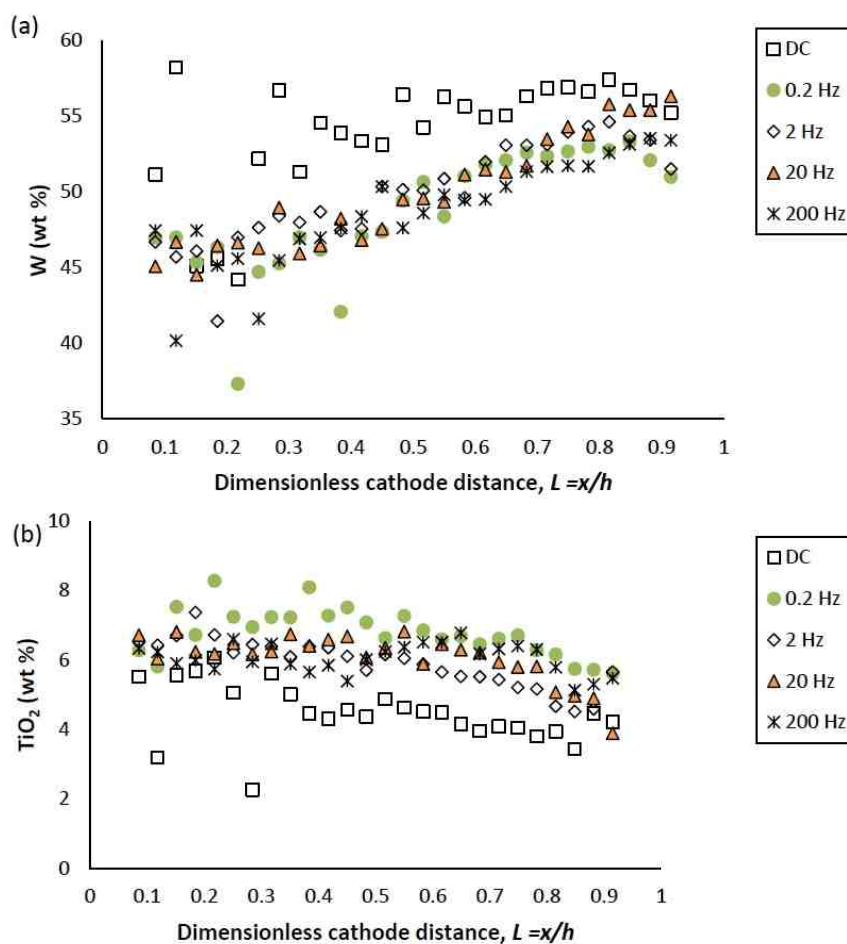 (a)
60
55
50
45
40
35
W (wt %)
0 0.1 0.2 0.3 0.4 0.5 0.6 0.7 0.8 0.9 1
Dimensionless cathode distance, L =x/h
DC
0.2 Hz
2 Hz
20 Hz
200 Hz
(b)
10
8
6
4
2
0
TiO₂ (wt %)
0 0.1 0.2 0.3 0.4 0.5 0.6 0.7 0.8 0.9 1
Dimensionless cathode distance, L =x/h
DC
0.2 Hz
2 Hz
20 Hz
200 Hz